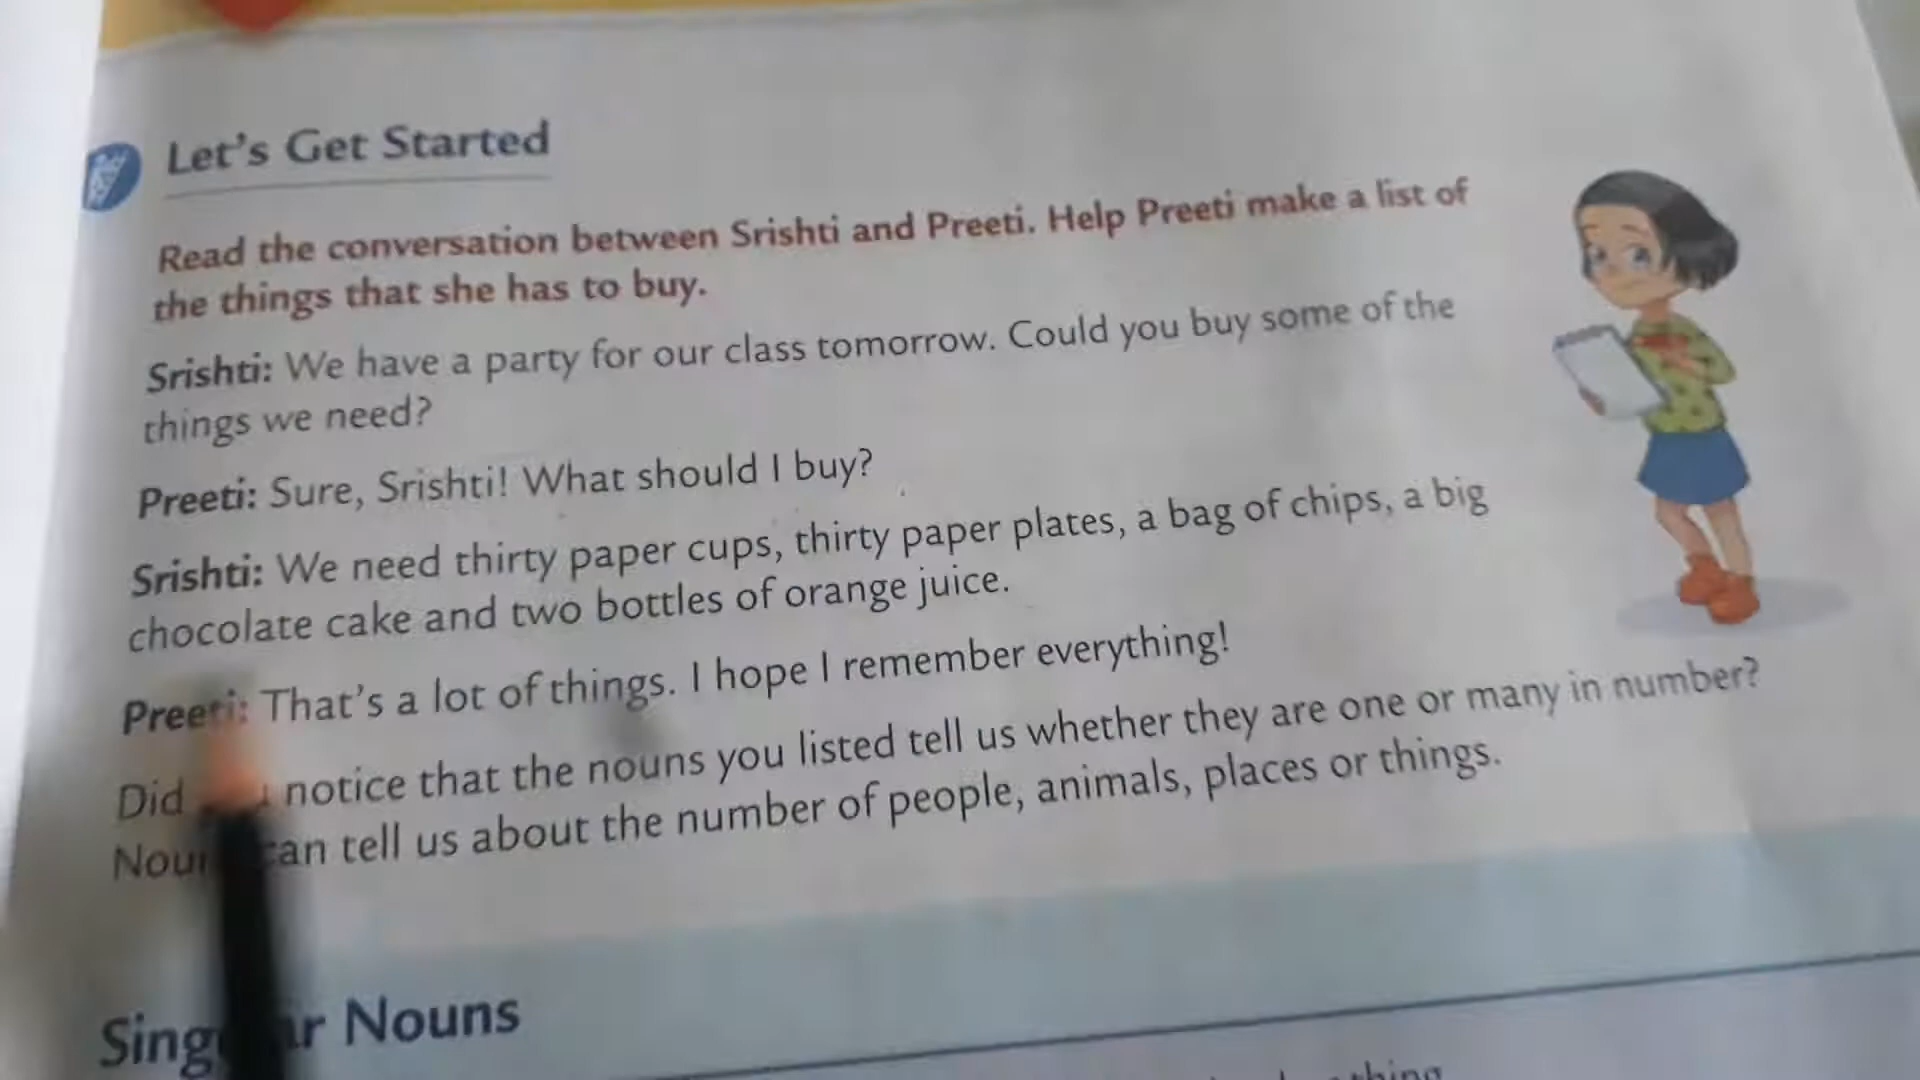 Let's Get Started
Read the conversation between Srishti and Preeti. Help Preeti make a list of
the things that she has to buy.
Srishti: We have a party for our class tomorrow. Could you buy some of the
things we need?
Preeti: Sure, Srishti! What should I buy?
Srishti: We need thirty paper cups, thirty paper plates, a bag of chips, a big
chocolate cake and two bottles of orange juice.
Preeti: That's a lot of things. I hope I remember everything!
Did notice that the nouns you listed tell us whether they are one or many in number?
can tell us about the number of people, animals, places or things.
Nouns